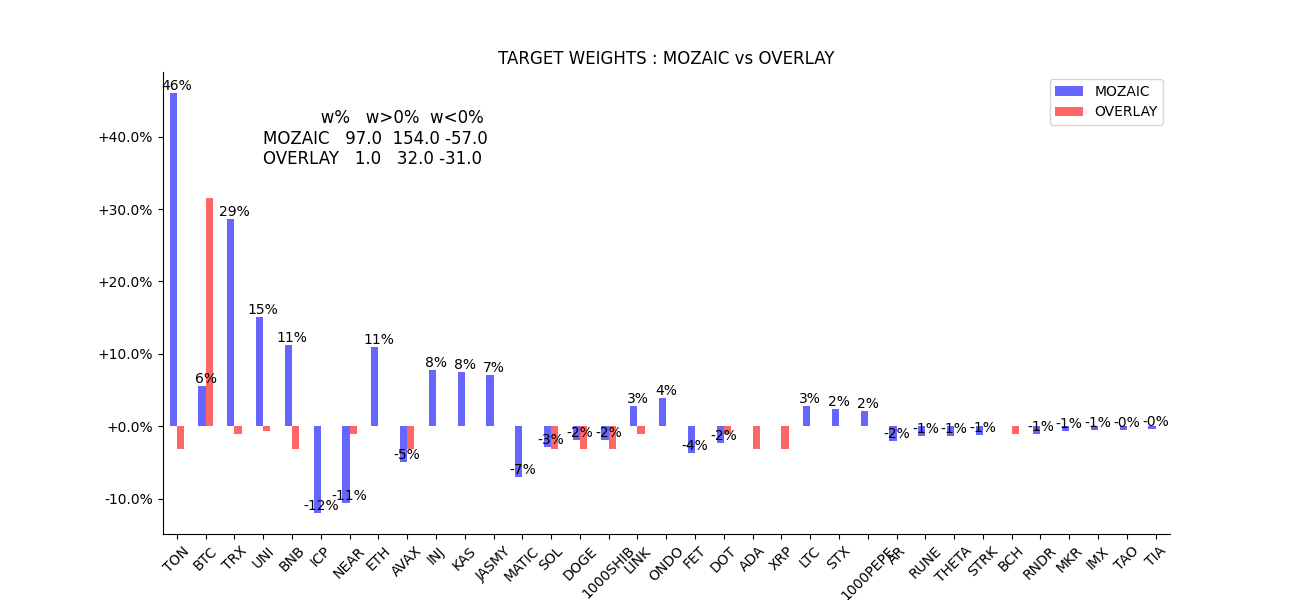 TARGET WEIGHTS : MOZAIC vs OVERLAY
MOZAIC
OVERLAY
w% w>0% w<0%
MOZAIC 97.0 154.0 -57.0
OVERLAY 1.0 32.0 -31.0
+40.0%
+30.0%
+20.0%
+10.0%
+0.0%
-10.0%
46%
6%
29%
15%
11%
-12%
-11%
11%
-5%
8%
8%
7%
-7%
-3%
-2%
-2%
3%
4%
-4%
-2%
3%
2%
2%
-2%
-1%
-1%
-1%
-1%
-1%
-1%
-0%
-0%
TON
BTC
TRX
UNI
BNB
ICP
NEAR
ETH
AVAX
INJ
KAS
JASMY
MATIC
SOL
DOGE
1000SHIB
LINK
ONDO
FET
DOT
ADA
XRP
LTC
STX
1000PEPE
AR
RUNE
THETA
STRK
BCH
RNDR
MKR
IMX
TAO
TIA